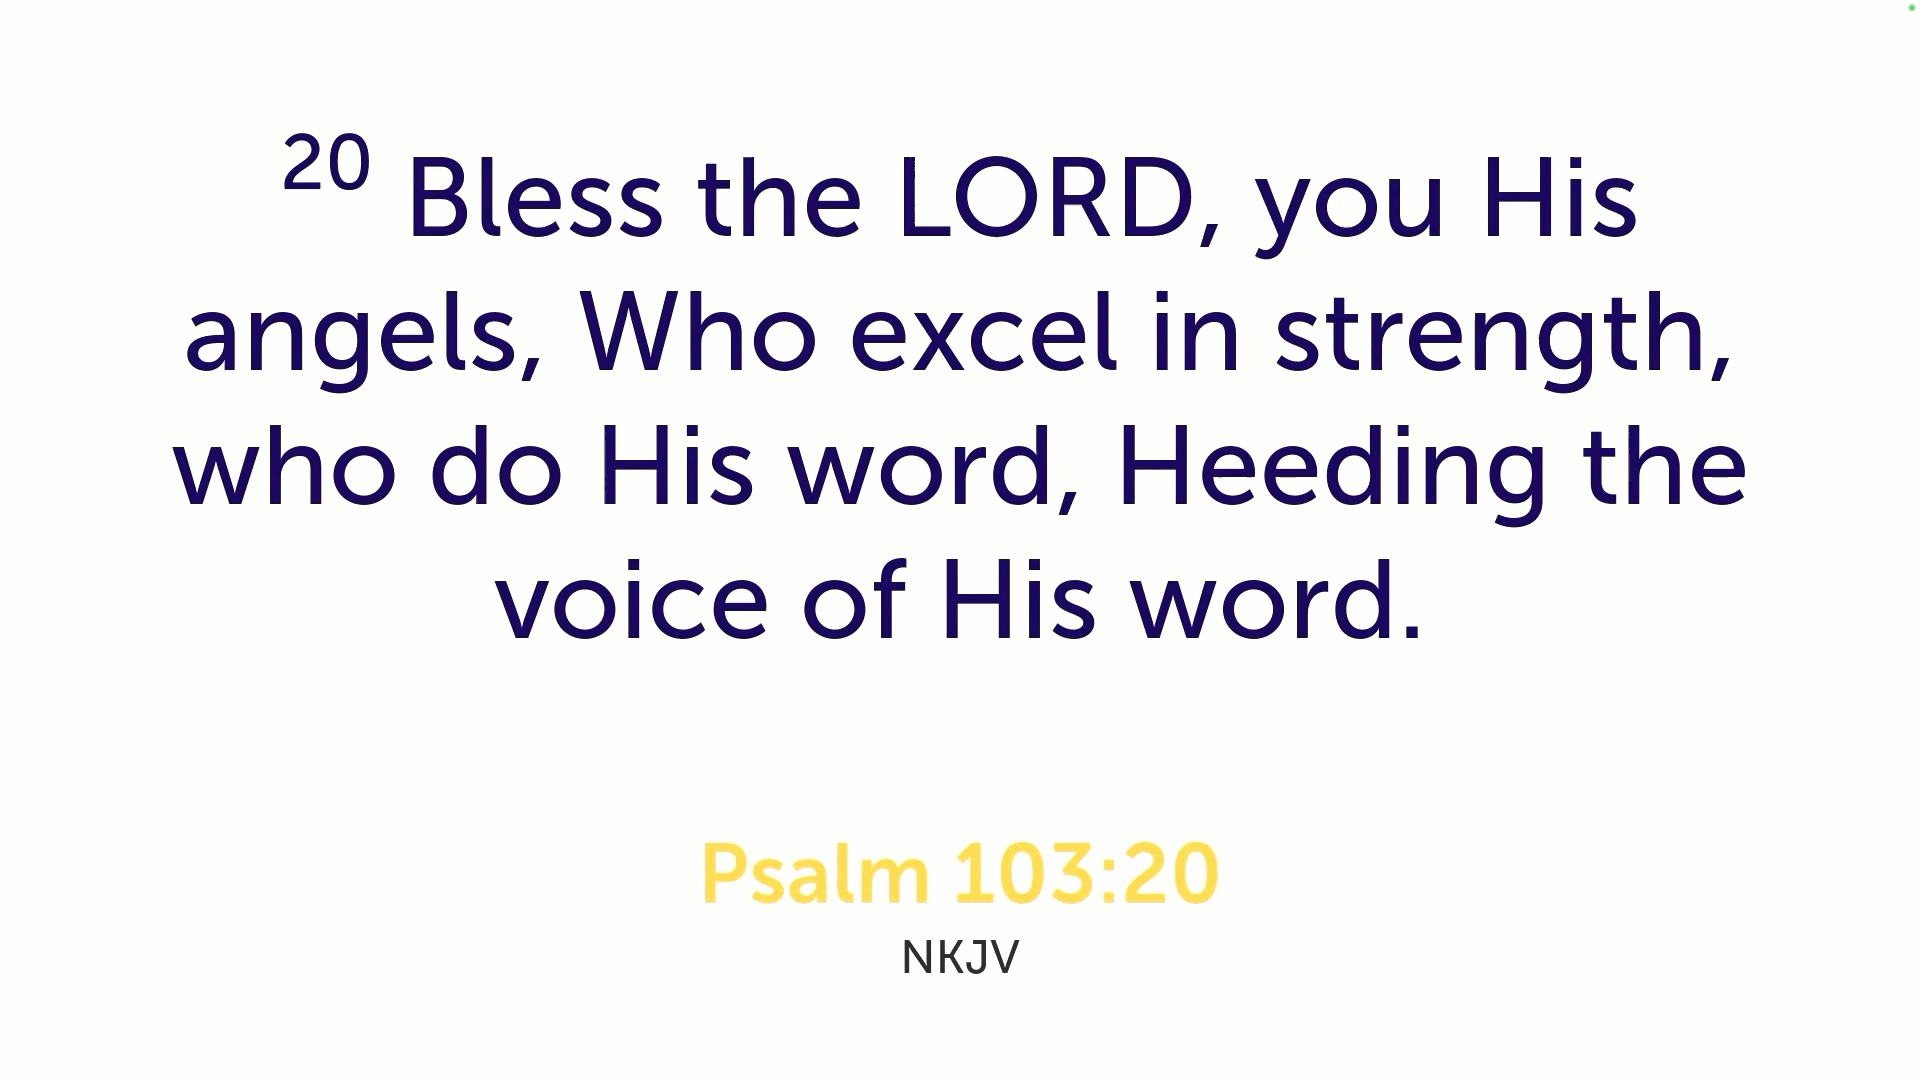 20 Bless the LORD, you His
angels, Who excel in strength,
who do His word, Heeding the
voice of His word.
Psalm 103:20
NKJV